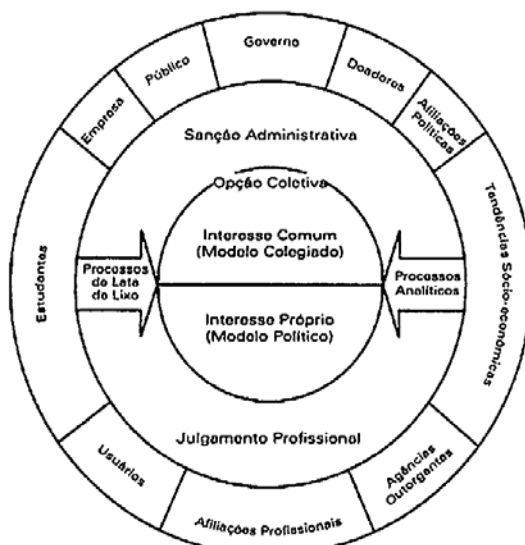 Governo
Público
Doadores
Empresa
Afiliações
Políticas
Sanção Administrativa
Opção Coletiva
Interesse Comum
(Modelo Colegiado)
Estudantes
Processos
da Lata
do Lixo
Processos
Analíticos
Tendências Sócio-econômicas
Interesse Próprio
(Modelo Político)
Julgamento Profissional
Usuários
Agências
Outorgantes
Afiliações Profissionais